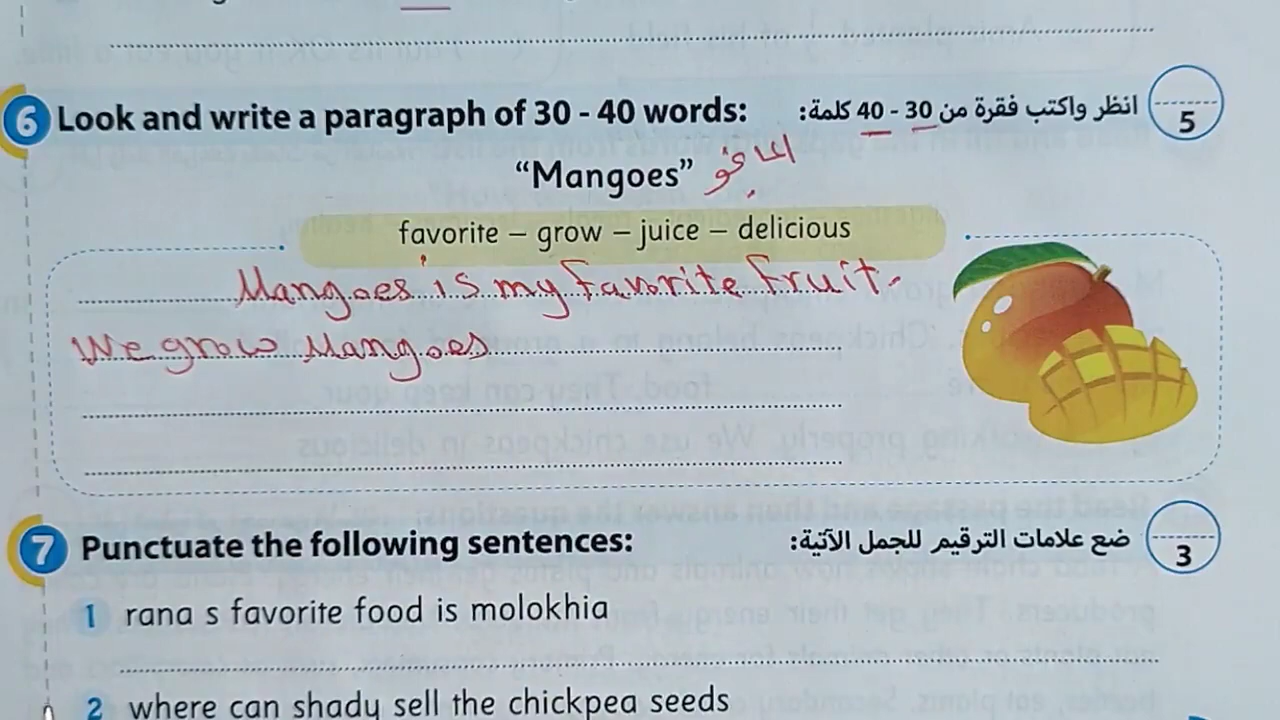 6 Look and write a paragraph of 30 - 40 words: انظر واكتب فقرة من 30 - 40 كلمة: 5
“Mangoes” المانجو
favorite – grow – juice – delicious
Mangoes is my favorite fruit.
We grow Mangoes
7 Punctuate the following sentences: ضع علامات الترقيم للجمل الآتية: 3
1 rana s favorite food is molokhia
2 where can shady sell the chickpea seeds